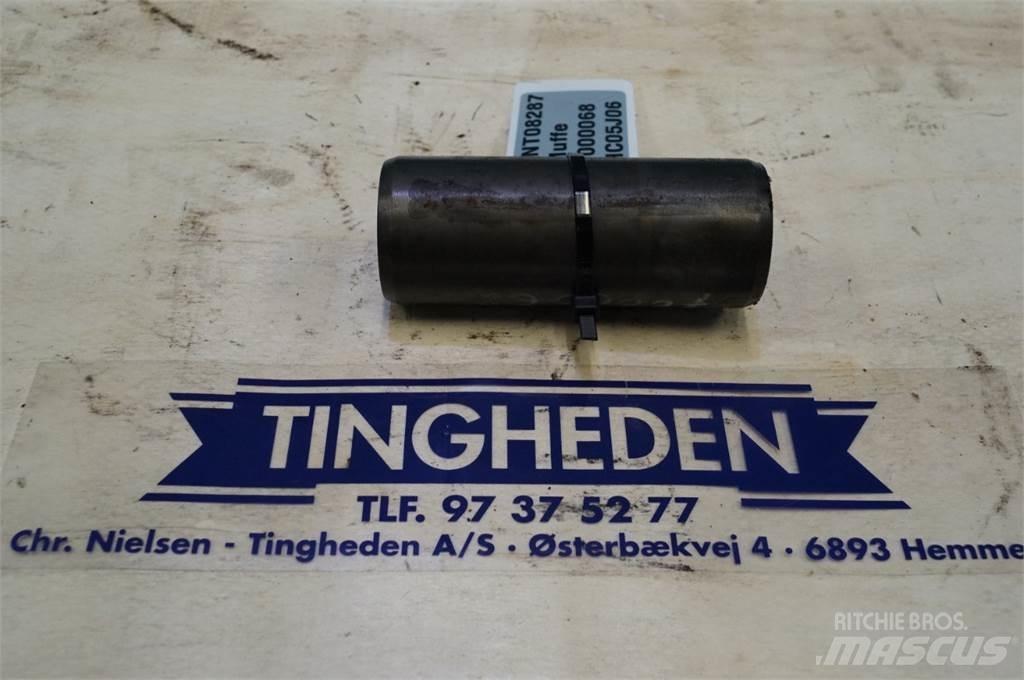 NT08287
000068
HC05J06
TINGHEDEN
TLF. 97 37 52 77
Chr. Nielsen - Tingheden A/S · Østerbækvej 4 · 6893 Hemme
RITCHIE BROS.
MASCUS